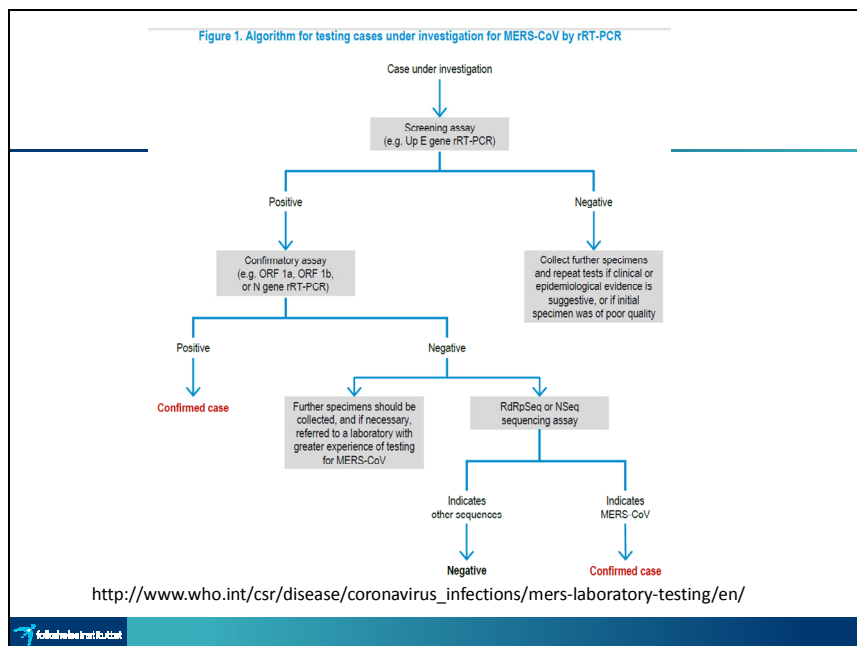 Figure 1. Algorithm for testing cases under investigation for MERS-CoV by rRT-PCR
Case under investigation
Screening assay
(e.g. Up E gene rRT-PCR)
Positive
Negative
Confirmatory assay
(e.g. ORF 1a, ORF 1b,
or N gene rRT-PCR)
Collect further specimens
and repeat tests if clinical or
epidemiological evidence is
suggestive, or if initial
specimen was of poor quality
Positive
Negative
Confirmed case
Further specimens should be
collected, and if necessary,
referred to a laboratory with
greater experience of testing
for MERS-CoV
RdRpSeq or NSeq
sequencing assay
Indicates
other sequences
Indicates
MERS-CoV
Negative
Confirmed case
http://www.who.int/csr/disease/coronavirus_infections/mers-laboratory-testing/en/
folkehelseinstituttet